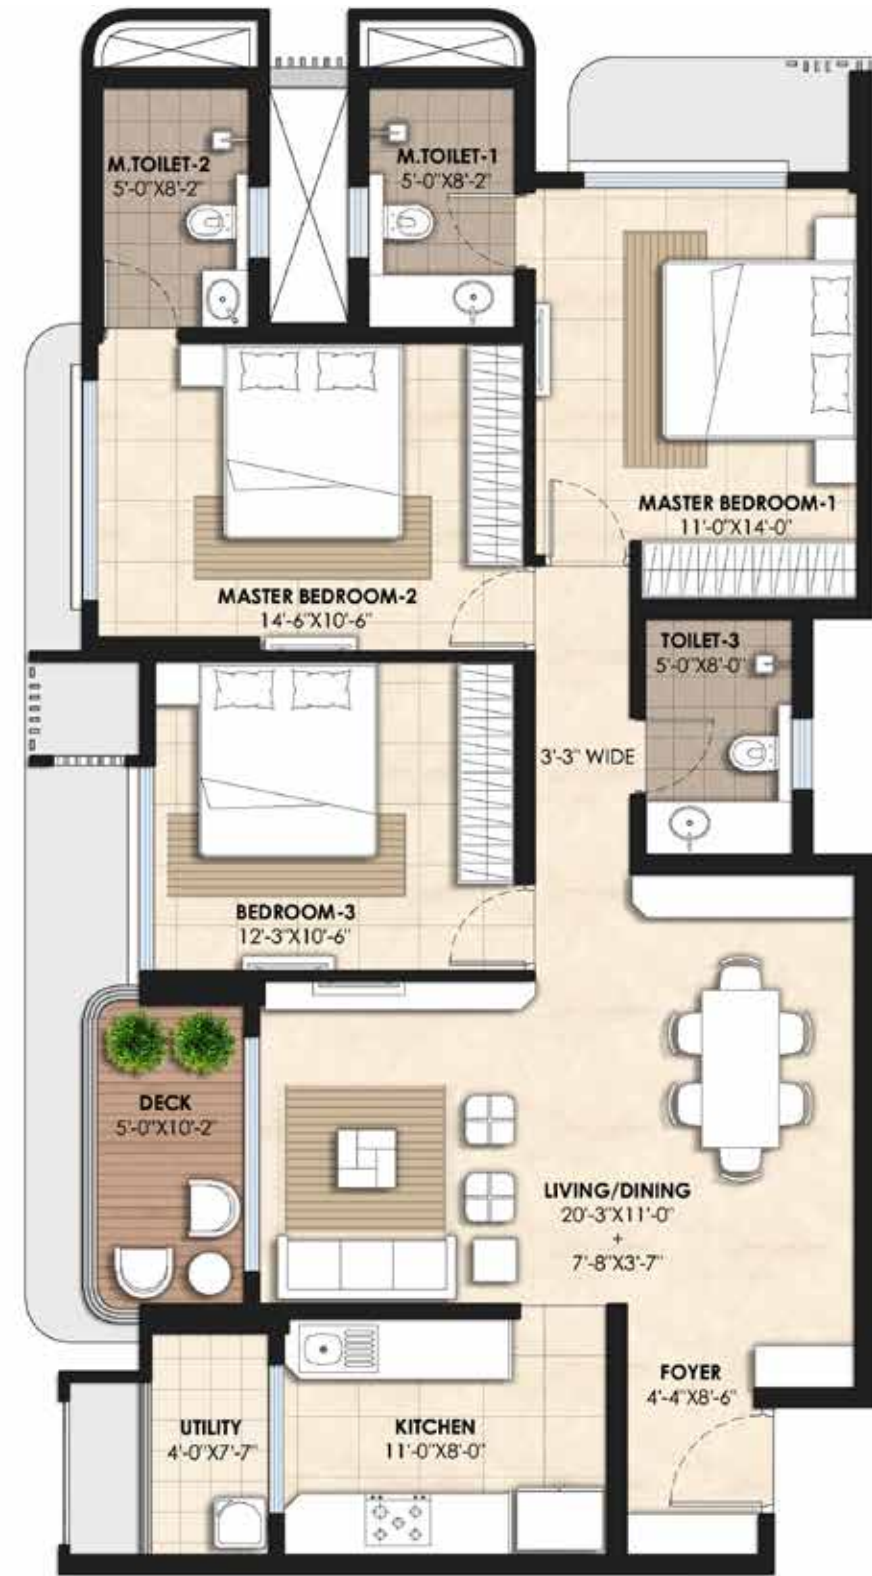 M.TOILET-2
5'-0"X8'-2"
M.TOILET-1
5'-0"X8'-2"
MASTER BEDROOM-1
11'-0"X14'-0"
MASTER BEDROOM-2
14'-6"X10'-6"
TOILET-3
5'-0"X8'-0"
3'-3" WIDE
BEDROOM-3
12'-3"X10'-6"
DECK
5'-0"X10'-2"
LIVING/DINING
20'-3"X11'-0"
+
7'-8"X3'-7"
FOYER
4'-4"X8'-6"
UTILITY
4'-0"X7'-7"
KITCHEN
11'-0"X8'-0"